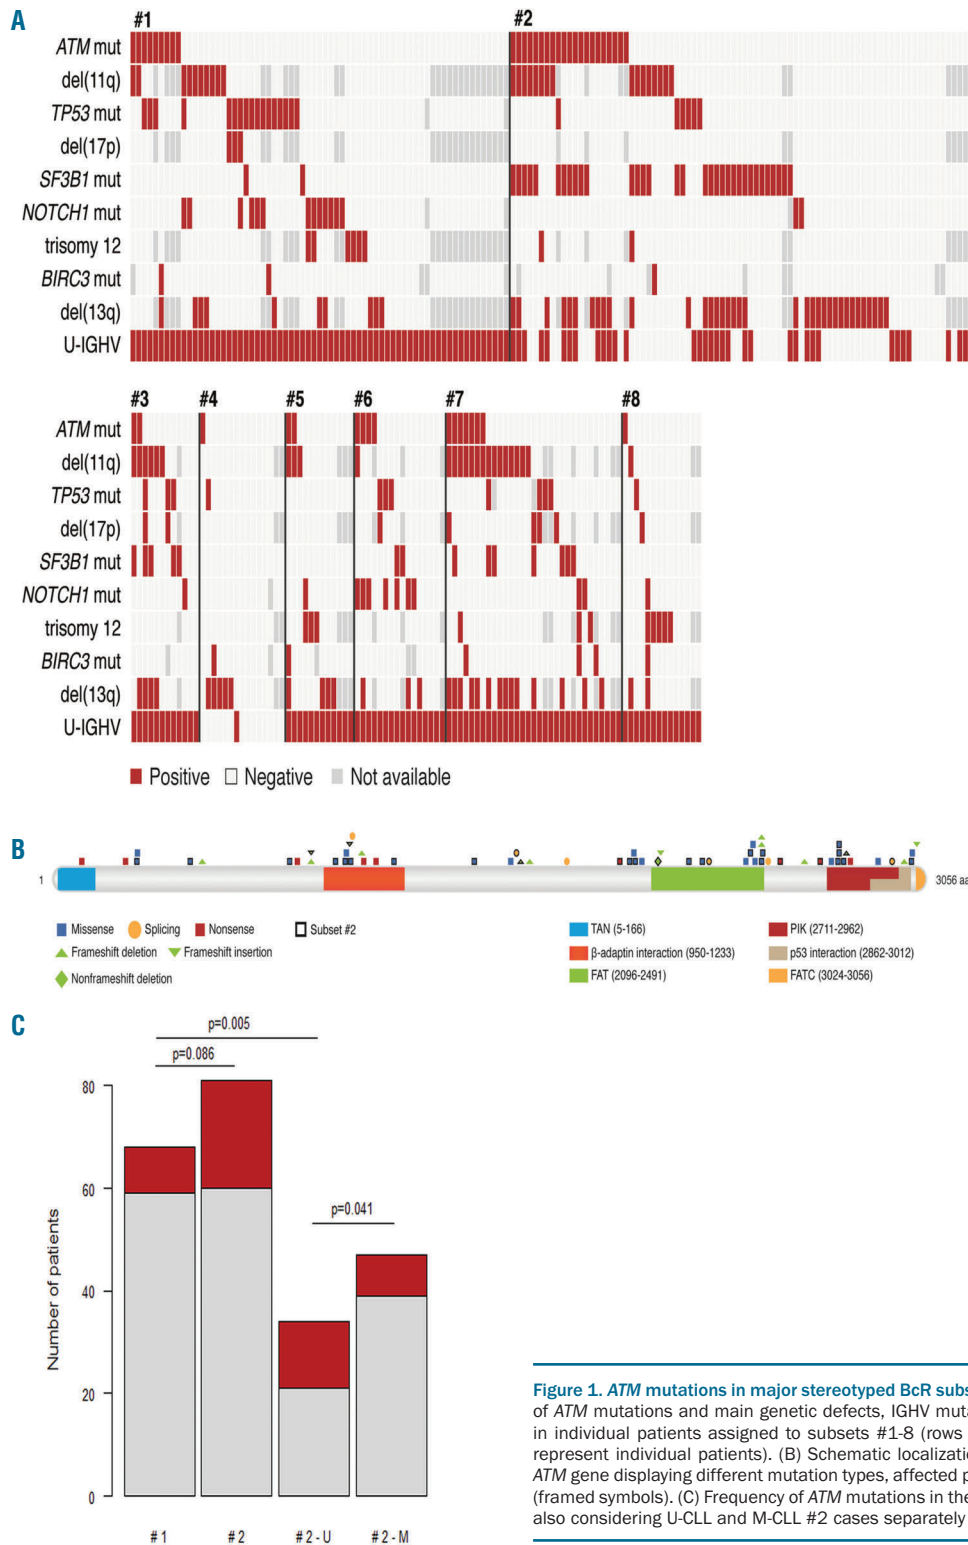 A
#1 #2
ATM mut
del(11q)
TP53 mut
del(17p)
SF3B1 mut
NOTCH1 mut
trisomy 12
BIRC3 mut
del(13q)
U-IGHV
#3 #4 #5 #6 #7 #8
ATM mut
del(11q)
TP53 mut
del(17p)
SF3B1 mut
NOTCH1 mut
trisomy 12
BIRC3 mut
del(13q)
U-IGHV
Positive Negative Not available
B
1 3056 aa
Missense Splicing Nonsense Subset #2
Frameshift deletion Frameshift insertion
Nonframeshift deletion
TAN (5-166) PIK (2711-2962)
β-adaptin interaction (950-1233) p53 interaction (2862-3012)
FAT (2096-2491) FATC (3024-3056)
C
p=0.005
p=0.086
p=0.041
Number of patients
80
60
40
20
0
# 1 # 2 # 2 - U # 2 - M
Figure 1. ATM mutations in major stereotyped BcR subs
of ATM mutations and main genetic defects, IGHV muta
in individual patients assigned to subsets #1-8 (rows
represent individual patients). (B) Schematic localizatio
ATM gene displaying different mutation types, affected p
(framed symbols). (C) Frequency of ATM mutations in the
also considering U-CLL and M-CLL #2 cases separately